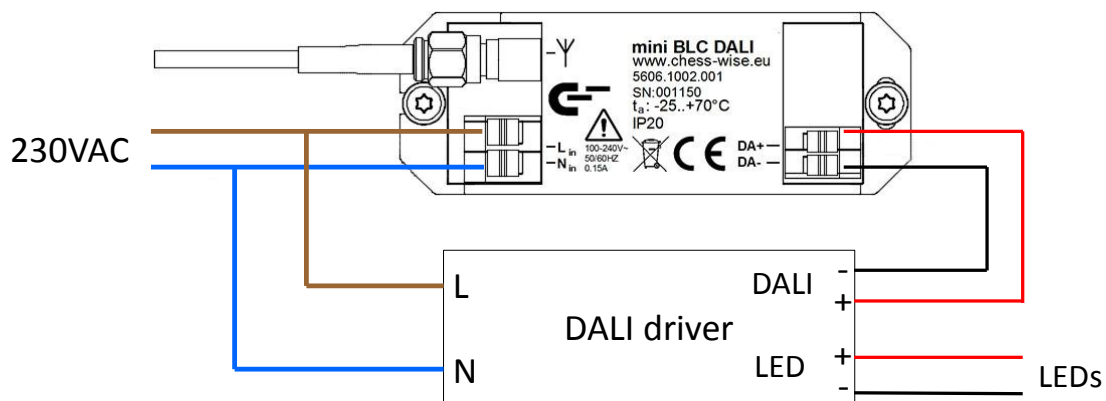 mini BLC DALI
www.chess-wise.eu
5606.1002.001
SN:001150
ta: -25..+70°C
IP20
230VAC
-L in
-N in
100-240V~
50/60HZ
0.15A
CE
DA+
DA-
L
N
DALI driver
DALI
-
+
LED
+
-
LEDs